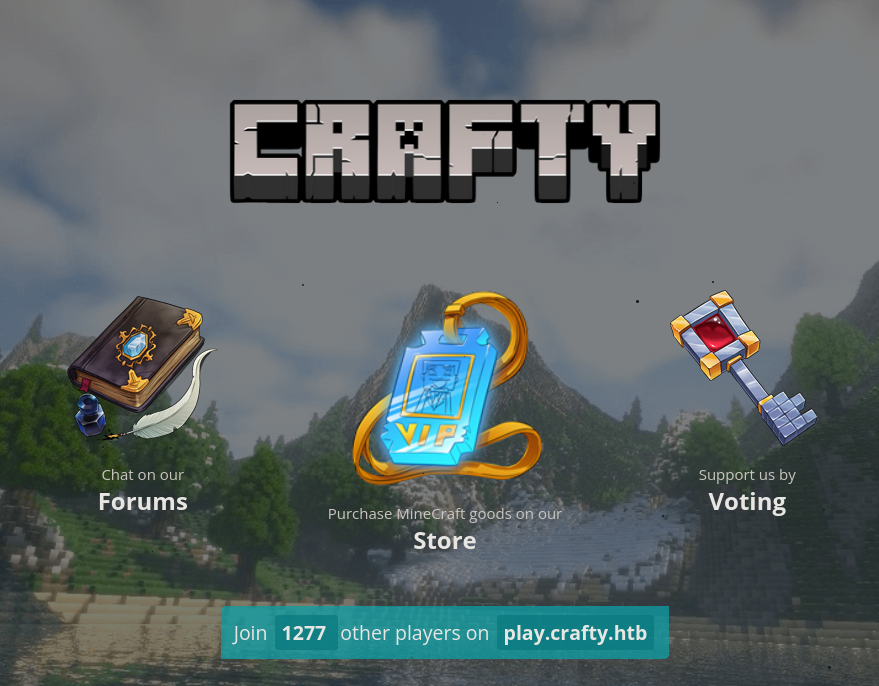 CRAFTY
VIP
Chat on our
Forums
Purchase MineCraft goods on our
Store
Support us by
Voting
Join 1277 other players on play.crafty.htb